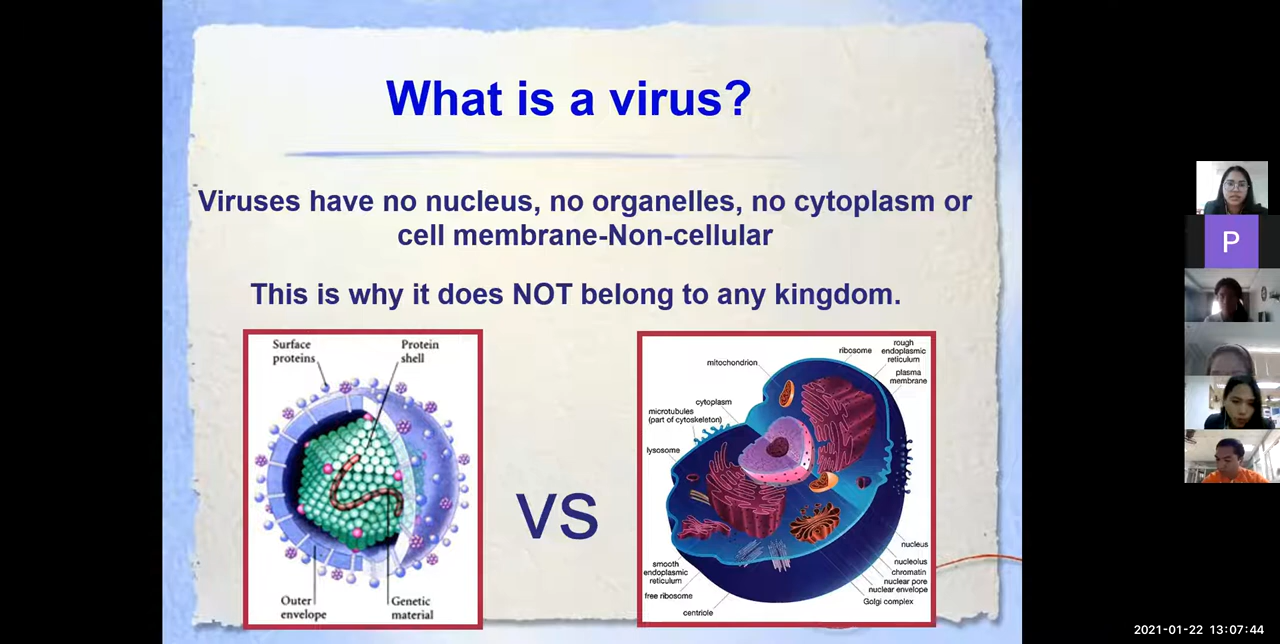 What is a virus?
Viruses have no nucleus, no organelles, no cytoplasm or
cell membrane-Non-cellular
This is why it does NOT belong to any kingdom.
Surface
proteins
Protein
shell
Outer
envelope
Genetic
material
VS
mitochondrion
ribosome
rough
endoplasmic
reticulum
plasma
membrane
cytoplasm
microtubules
(part of cytoskeleton)
lysosome
smooth
endoplasmic
reticulum
free ribosome
centriole
nucleus
nucleolus
chromatin
nuclear pore
nuclear envelope
Golgi complex
P
2021-01-22 13:07:44